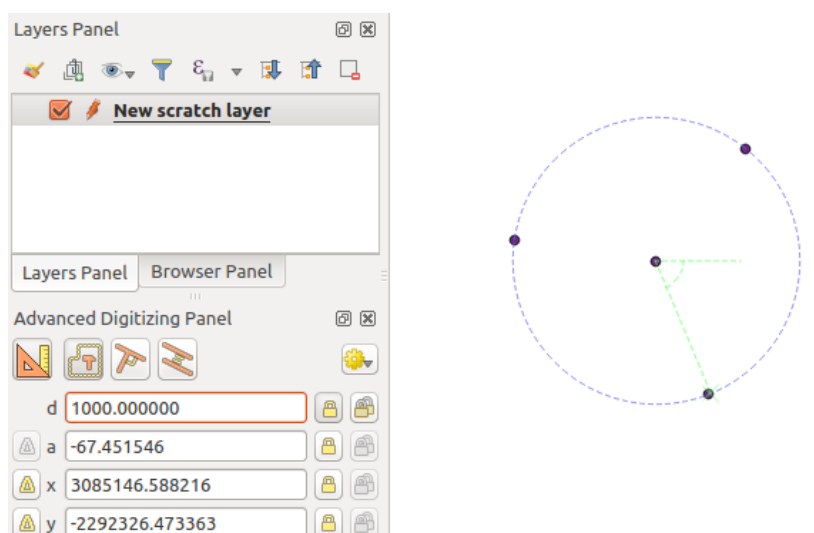 Layers Panel
New scratch layer
Layers Panel
Browser Panel
Advanced Digitizing Panel
d 1000.000000
a -67.451546
x 3085146.588216
y -2292326.473363